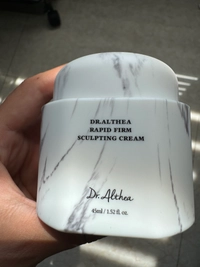 DR.ALTHEA
RAPID FIRM
SCULPTING CREAM
Dr. Althea
45ml / 1.52 fl. oz.